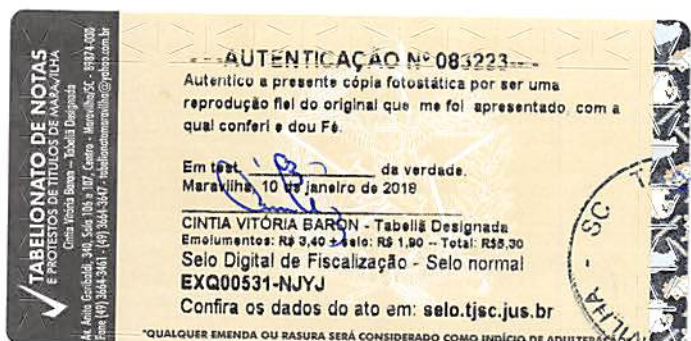 TABELIONATO DE NOTAS
E PROTESTOS DE TÍTULOS DE MARAVILHA
Cintia Vitória Baron – Tabeliã Designada
Av. Anita Garibaldi, 340, Sala 106 e 107, Centro - Maravilha/SC - 89874-000
Fone (49) 3664-3461 - (49) 3664-3647 - tabelionatomaravilha@yahoo.com.br
AUTENTICAÇÃO Nº 083223
Autentico a presente cópia fotostática por ser uma
reprodução fiel do original que me foi apresentado, com a
qual conferi e dou Fé.
Em test. ___________ da verdade.
Maravilha, 10 de janeiro de 2018
CINTIA VITÓRIA BARON - Tabeliã Designada
Emolumentos: R$ 3,40 + selo: R$ 1,90 -- Total: R$5,30
Selo Digital de Fiscalização - Selo normal
EXQ00531-NJYJ
Confira os dados do ato em: selo.tjsc.jus.br
"QUALQUER EMENDA OU RASURA SERÁ CONSIDERADO COMO INDÍCIO DE ADULTERAÇÃO
SC